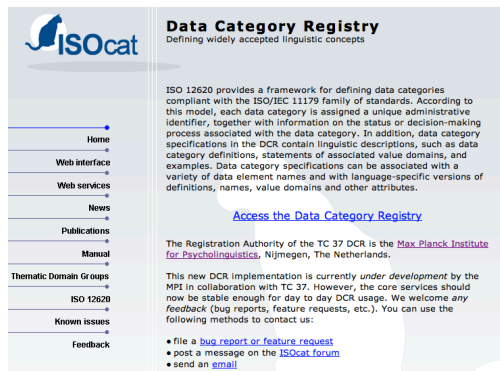 ISOcat
Data Category Registry
Defining widely accepted linguistic concepts
Home
Web interface
Web services
News
Publications
Manual
Thematic Domain Groups
ISO 12620
Known issues
Feedback
ISO 12620 provides a framework for defining data categories
compliant with the ISO/IEC 11179 family of standards. According to
this model, each data category is assigned a unique administrative
identifier, together with information on the status or decision-making
process associated with the data category. In addition, data category
specifications in the DCR contain linguistic descriptions, such as data
category definitions, statements of associated value domains, and
examples. Data category specifications can be associated with a
variety of data element names and with language-specific versions of
definitions, names, value domains and other attributes.
Access the Data Category Registry
The Registration Authority of the TC 37 DCR is the Max Planck Institute
for Psycholinguistics, Nijmegen, The Netherlands.
This new DCR implementation is currently under development by the
MPI in collaboration with TC 37. However, the core services should
now be stable enough for day to day DCR usage. We welcome any
feedback (bug reports, feature requests, etc.). You can use the
following methods to contact us:
• file a bug report or feature request
• post a message on the ISOcat forum
• send an email